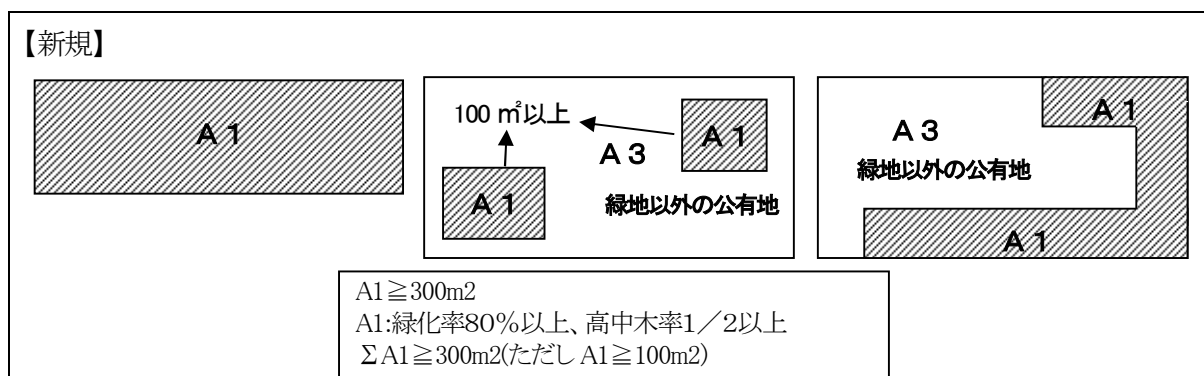 【新規】
A1
100 ㎡以上
A3
A1
A1
緑地以外の公有地
A1
A3
緑地以外の公有地
A1
A1≧300m2
A1:緑化率80%以上、高中木率1/2以上
ΣA1≧300m2(ただし A1≧100m2)